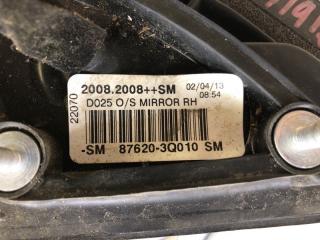 2008.2008++SM 02/04/13
08:54
D025 O/S MIRROR RH
22070
-SM 87620-3Q010 SM